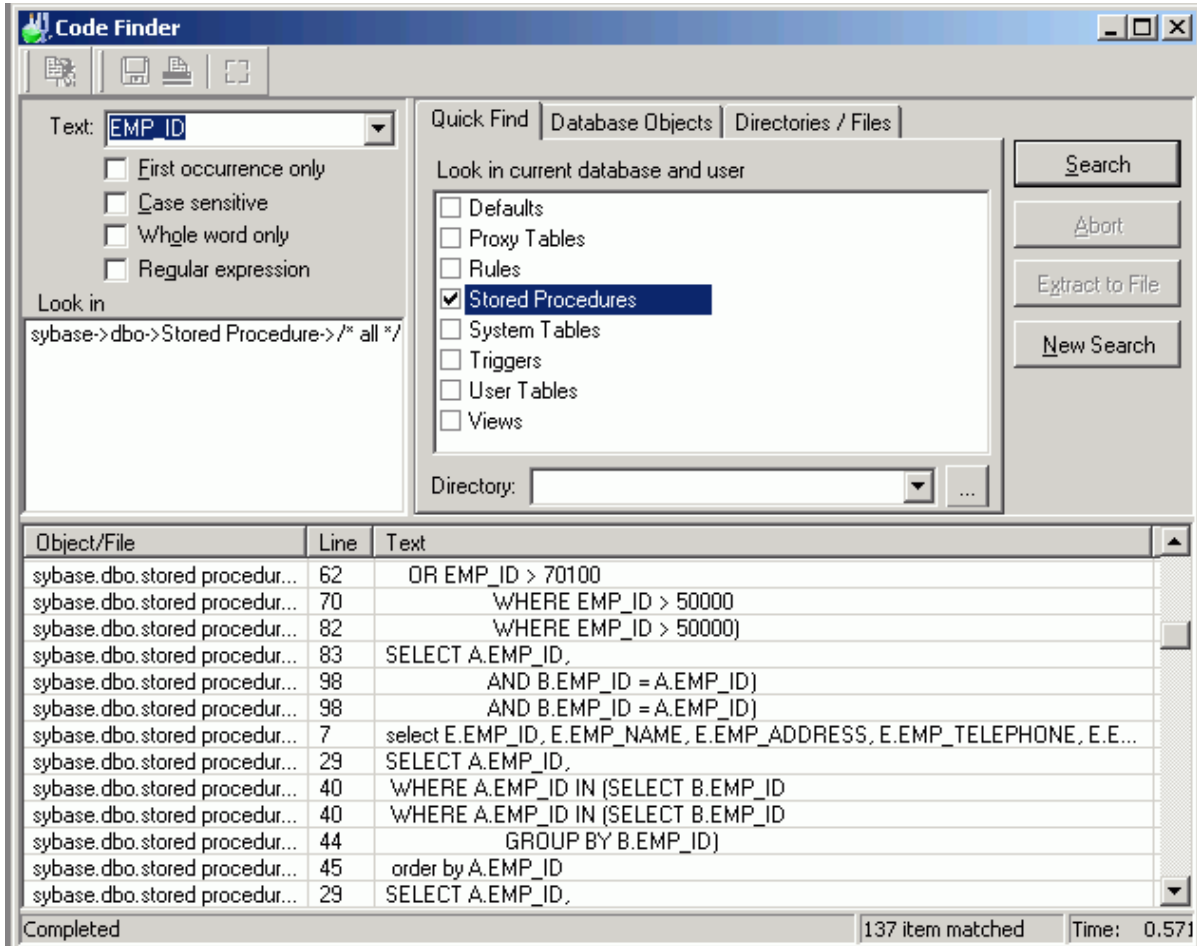 Code Finder
Text: EMP_ID
First occurrence only
Case sensitive
Whole word only
Regular expression
Look in
sybase->dbo->Stored Procedure->/* all */
Quick Find Database Objects Directories / Files
Look in current database and user
Defaults
Proxy Tables
Rules
Stored Procedures
System Tables
Triggers
User Tables
Views
Directory: ...
Search
Abort
Extract to File
New Search
Object/File Line Text
sybase.dbo.stored procedur... 62 OR EMP_ID > 70100
sybase.dbo.stored procedur... 70 WHERE EMP_ID > 50000
sybase.dbo.stored procedur... 82 WHERE EMP_ID > 50000)
sybase.dbo.stored procedur... 83 SELECT A.EMP_ID,
sybase.dbo.stored procedur... 98 AND B.EMP_ID = A.EMP_ID)
sybase.dbo.stored procedur... 98 AND B.EMP_ID = A.EMP_ID)
sybase.dbo.stored procedur... 7 select E.EMP_ID, E.EMP_NAME, E.EMP_ADDRESS, E.EMP_TELEPHONE, E.E...
sybase.dbo.stored procedur... 29 SELECT A.EMP_ID,
sybase.dbo.stored procedur... 40 WHERE A.EMP_ID IN (SELECT B.EMP_ID
sybase.dbo.stored procedur... 40 WHERE A.EMP_ID IN (SELECT B.EMP_ID
sybase.dbo.stored procedur... 44 GROUP BY B.EMP_ID)
sybase.dbo.stored procedur... 45 order by A.EMP_ID
sybase.dbo.stored procedur... 29 SELECT A.EMP_ID,
Completed 137 item matched Time: 0.571